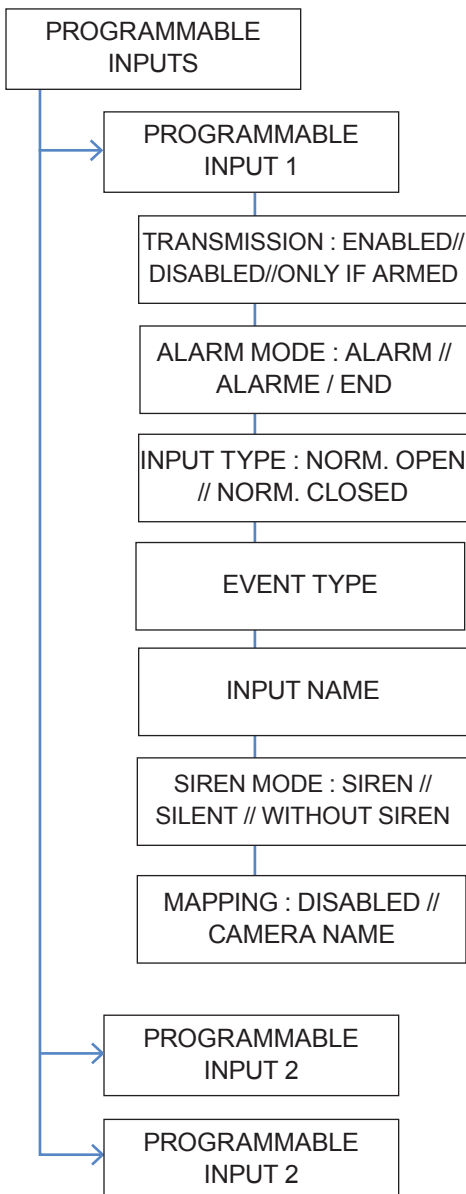 PROGRAMMABLE
INPUTS
PROGRAMMABLE
INPUT 1
TRANSMISSION : ENABLED//
DISABLED//ONLY IF ARMED
ALARM MODE : ALARM //
ALARME / END
INPUT TYPE : NORM. OPEN
// NORM. CLOSED
EVENT TYPE
INPUT NAME
SIREN MODE : SIREN //
SILENT // WITHOUT SIREN
MAPPING : DISABLED //
CAMERA NAME
PROGRAMMABLE
INPUT 2
PROGRAMMABLE
INPUT 2